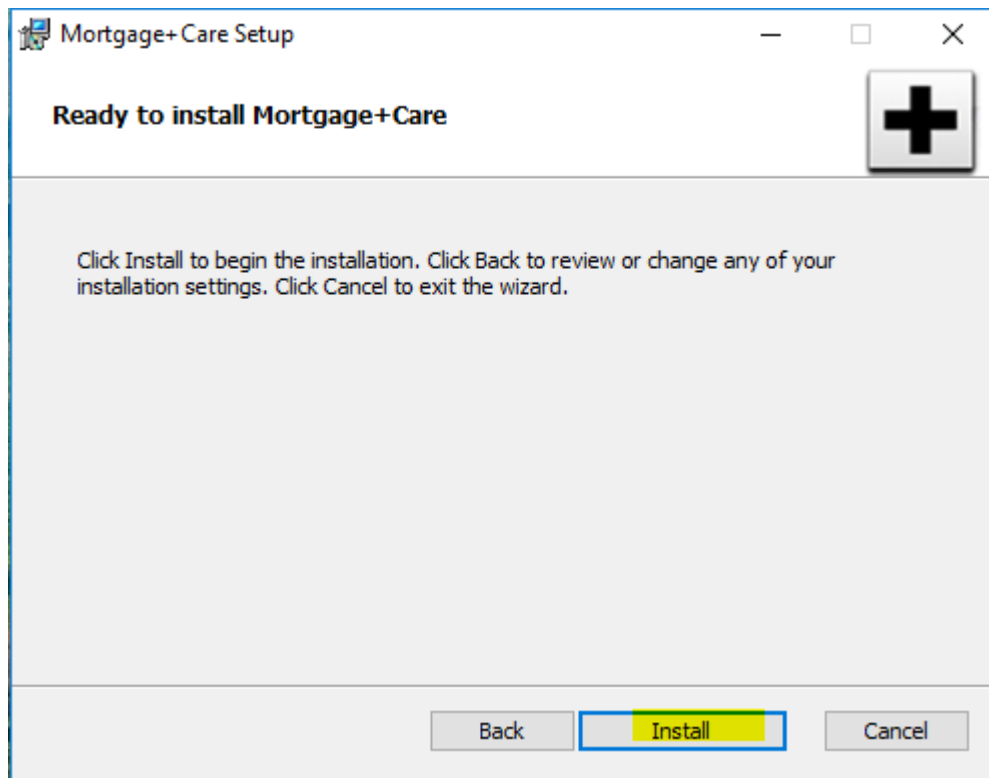 Mortgage+Care Setup
Ready to install Mortgage+Care
Click Install to begin the installation. Click Back to review or change any of your
installation settings. Click Cancel to exit the wizard.
Back Install Cancel